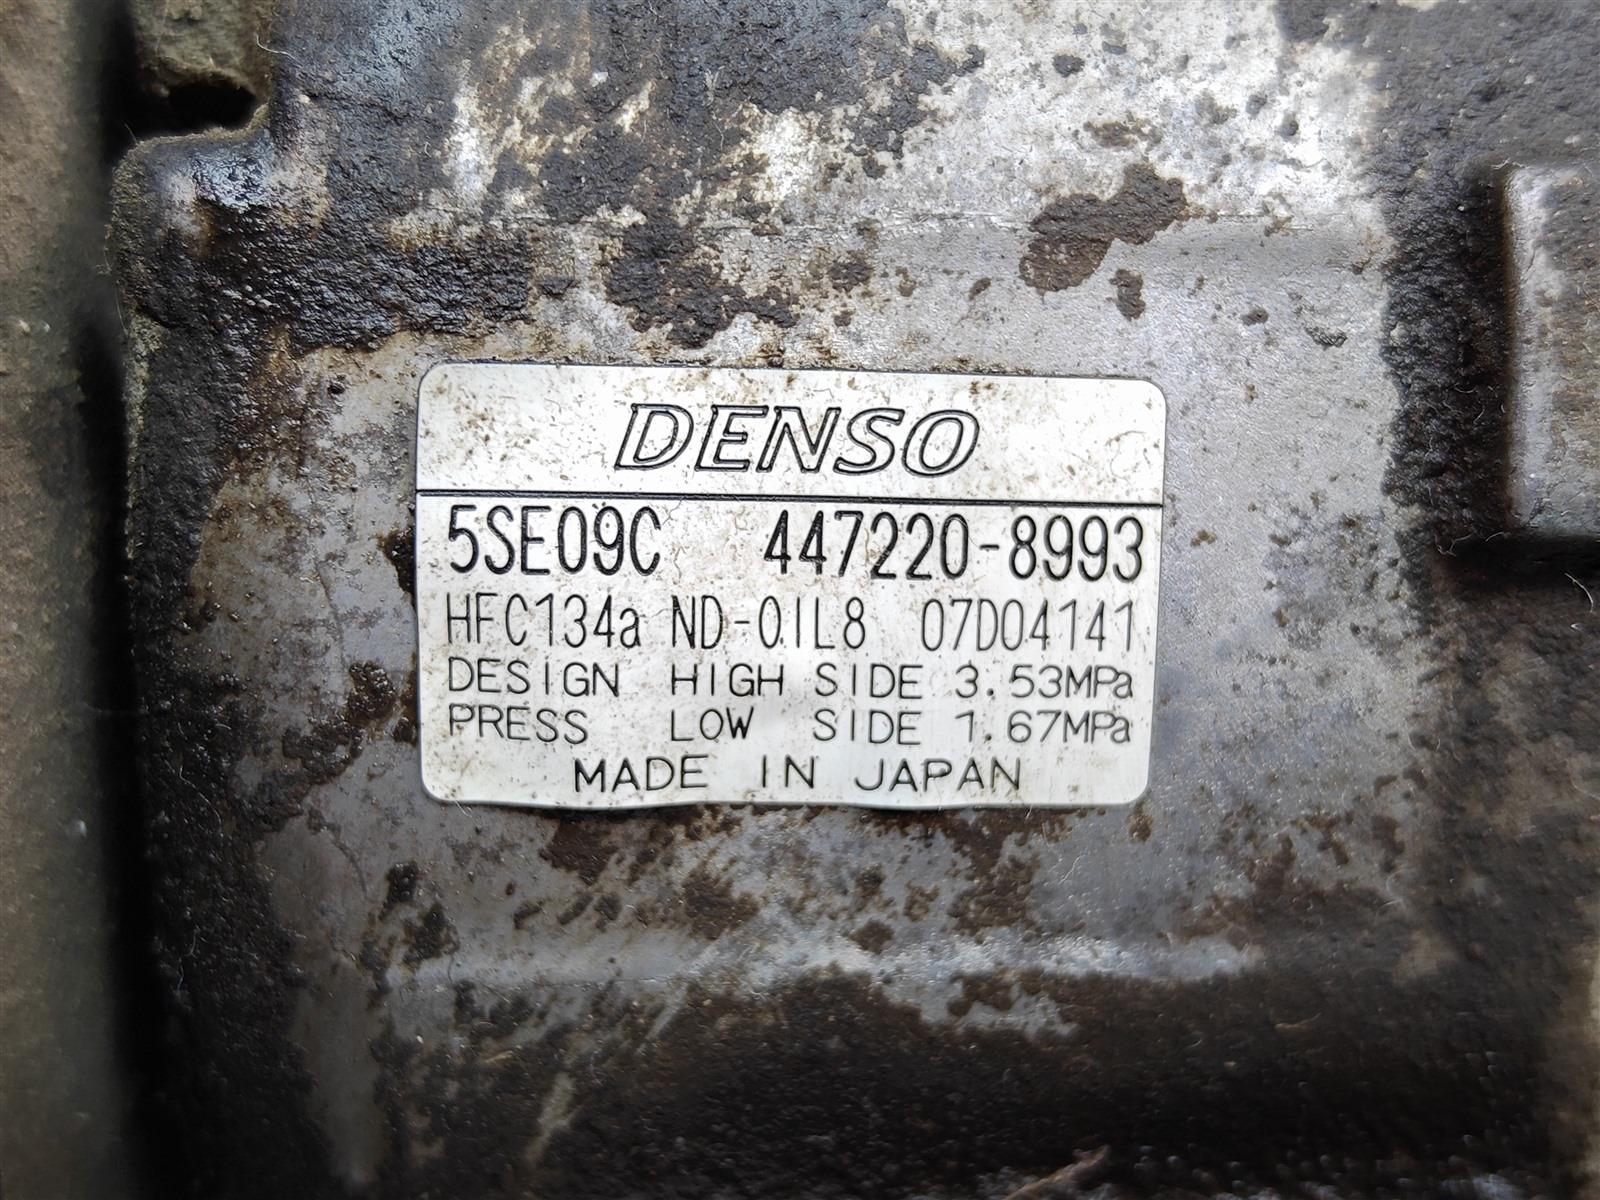 DENSO
5SE09C 447220-8993
HFC134a ND-OIL8 07D04141
DESIGN HIGH SIDE 3.53MPa
PRESS LOW SIDE 1.67MPa
MADE IN JAPAN